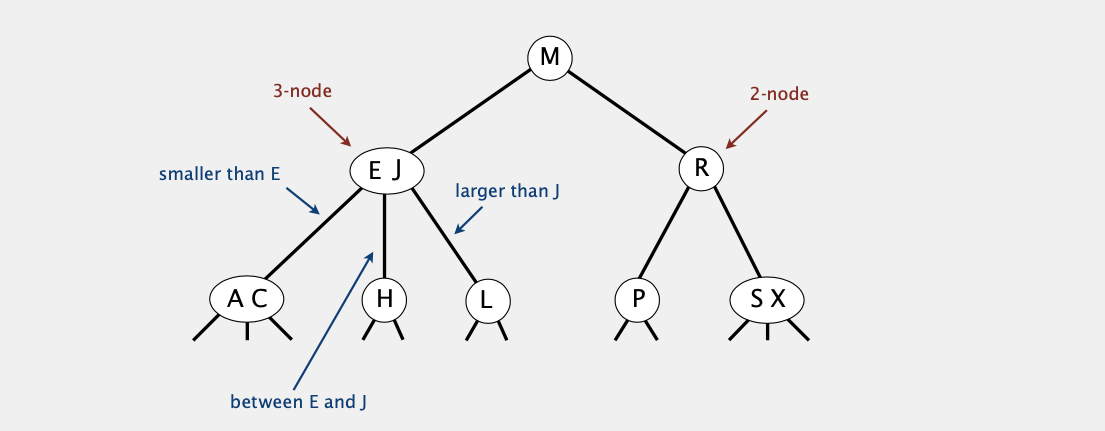 M
3-node
2-node
E J
R
smaller than E
larger than J
A C
H
L
P
S X
between E and J